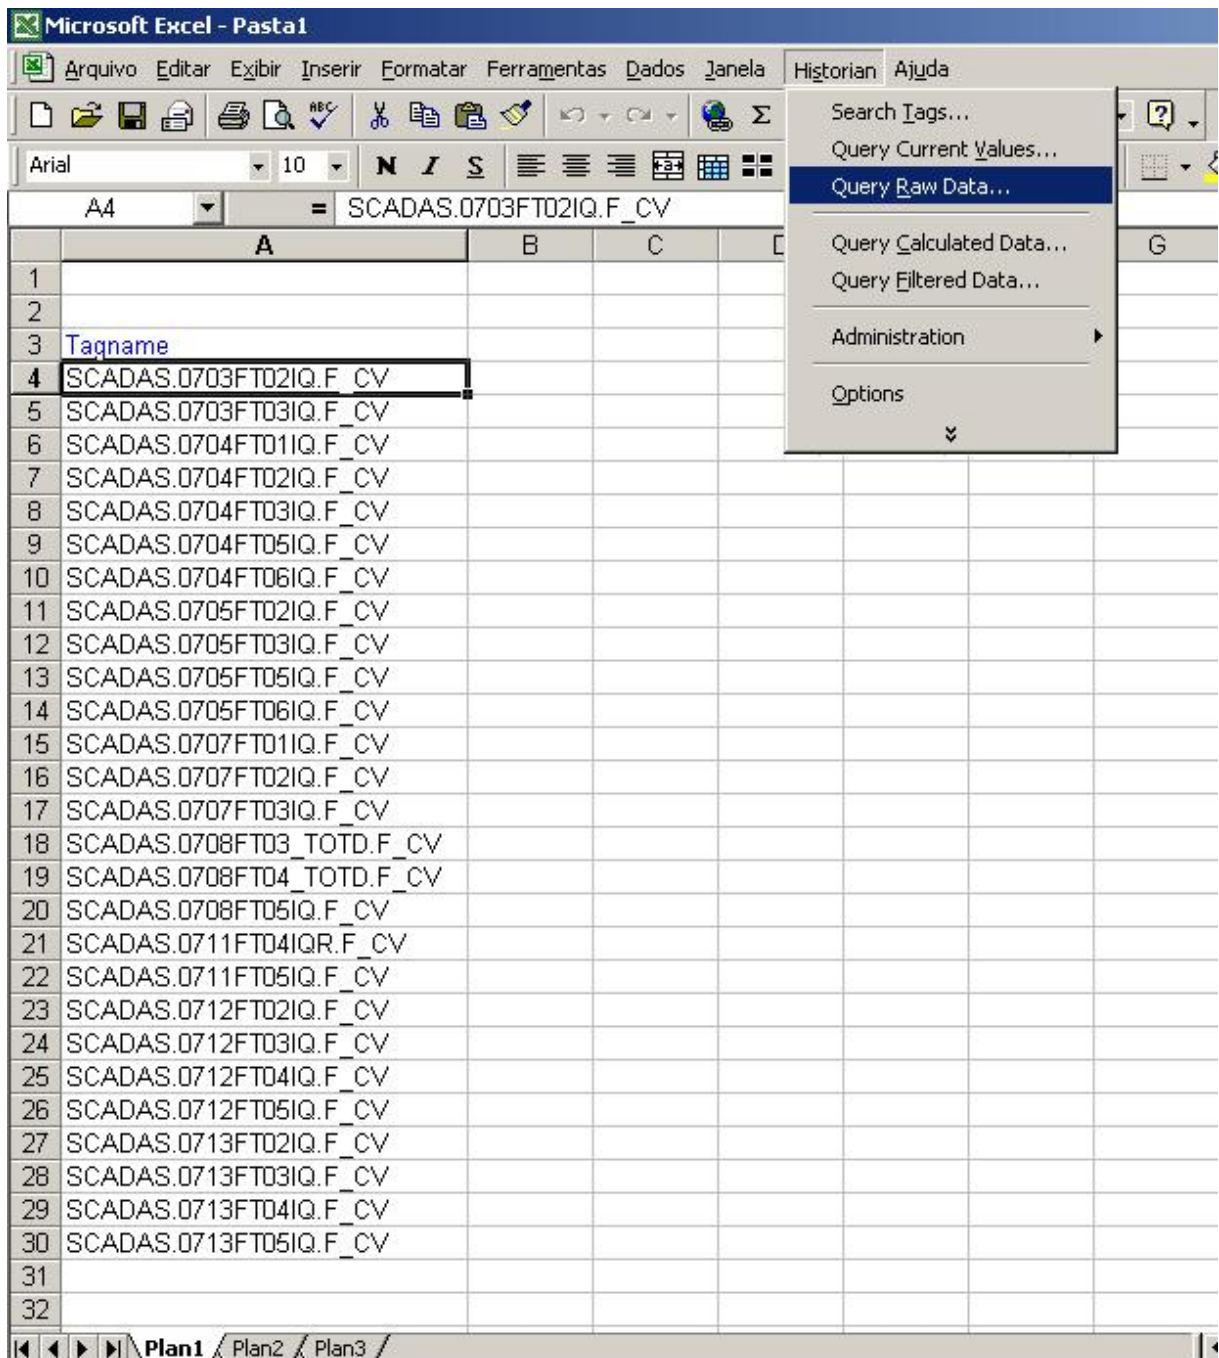 Microsoft Excel - Pasta1
Arquivo Editar Exibir Inserir Formatar Ferramentas Dados Janela Historian Ajuda
Search Tags...
Query Current Values...
Query Raw Data...
Query Calculated Data...
Query Filtered Data...
Administration
Options
ABC Σ ?
Arial 10 N I S
A4 = SCADAS.0703FT02IQ.F_CV
A B C D G
1
2
3 Tagname
4 SCADAS.0703FT02IQ.F_CV
5 SCADAS.0703FT03IQ.F_CV
6 SCADAS.0704FT01IQ.F_CV
7 SCADAS.0704FT02IQ.F_CV
8 SCADAS.0704FT03IQ.F_CV
9 SCADAS.0704FT05IQ.F_CV
10 SCADAS.0704FT06IQ.F_CV
11 SCADAS.0705FT02IQ.F_CV
12 SCADAS.0705FT03IQ.F_CV
13 SCADAS.0705FT05IQ.F_CV
14 SCADAS.0705FT06IQ.F_CV
15 SCADAS.0707FT01IQ.F_CV
16 SCADAS.0707FT02IQ.F_CV
17 SCADAS.0707FT03IQ.F_CV
18 SCADAS.0708FT03_TOTD.F_CV
19 SCADAS.0708FT04_TOTD.F_CV
20 SCADAS.0708FT05IQ.F_CV
21 SCADAS.0711FT04IQR.F_CV
22 SCADAS.0711FT05IQ.F_CV
23 SCADAS.0712FT02IQ.F_CV
24 SCADAS.0712FT03IQ.F_CV
25 SCADAS.0712FT04IQ.F_CV
26 SCADAS.0712FT05IQ.F_CV
27 SCADAS.0713FT02IQ.F_CV
28 SCADAS.0713FT03IQ.F_CV
29 SCADAS.0713FT04IQ.F_CV
30 SCADAS.0713FT05IQ.F_CV
31
32
Plan1 Plan2 Plan3